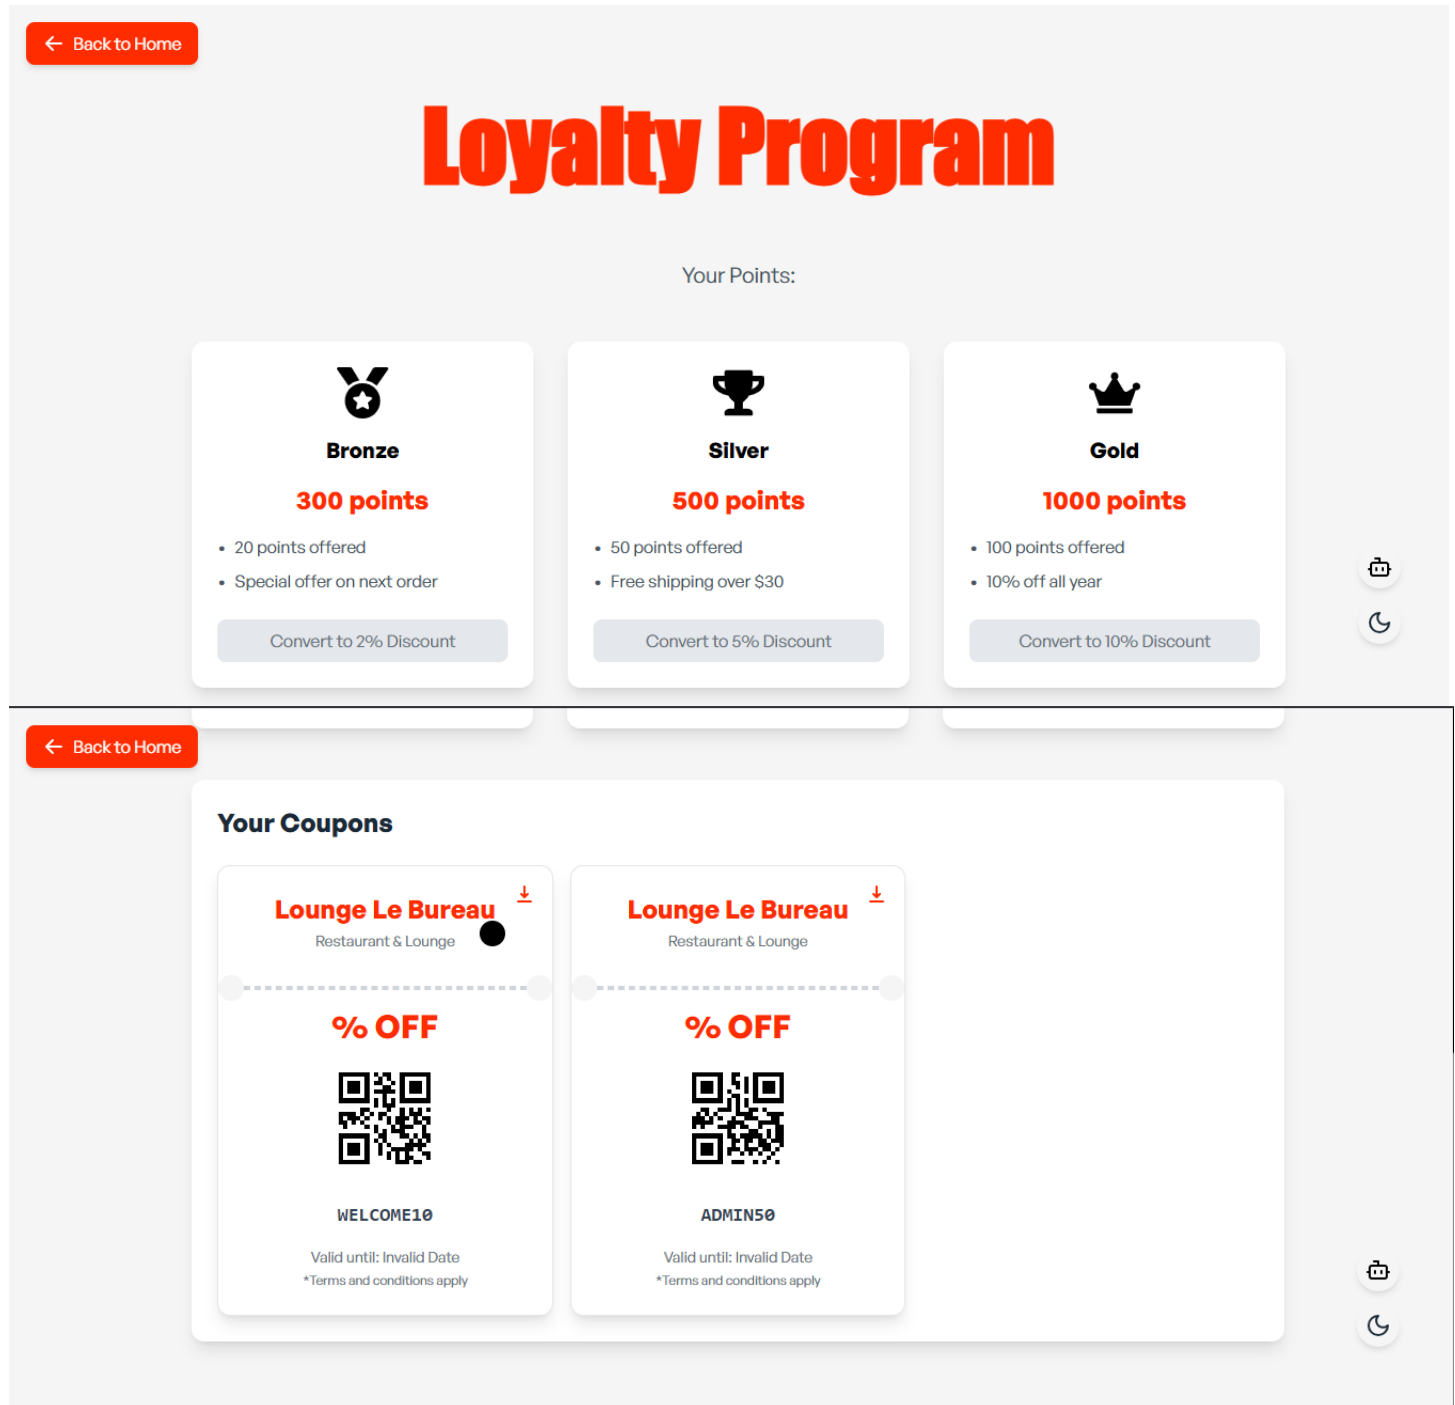 Back to Home
Loyalty Program
Your Points:
Bronze
300 points
• 20 points offered
• Special offer on next order
Convert to 2% Discount
Silver
500 points
• 50 points offered
• Free shipping over $30
Convert to 5% Discount
Gold
1000 points
• 100 points offered
• 10% off all year
Convert to 10% Discount
Back to Home
Your Coupons
Lounge Le Bureau
Restaurant & Lounge
% OFF
WELCOME10
Valid until: Invalid Date
*Terms and conditions apply
Lounge Le Bureau
Restaurant & Lounge
% OFF
ADMIN50
Valid until: Invalid Date
*Terms and conditions apply